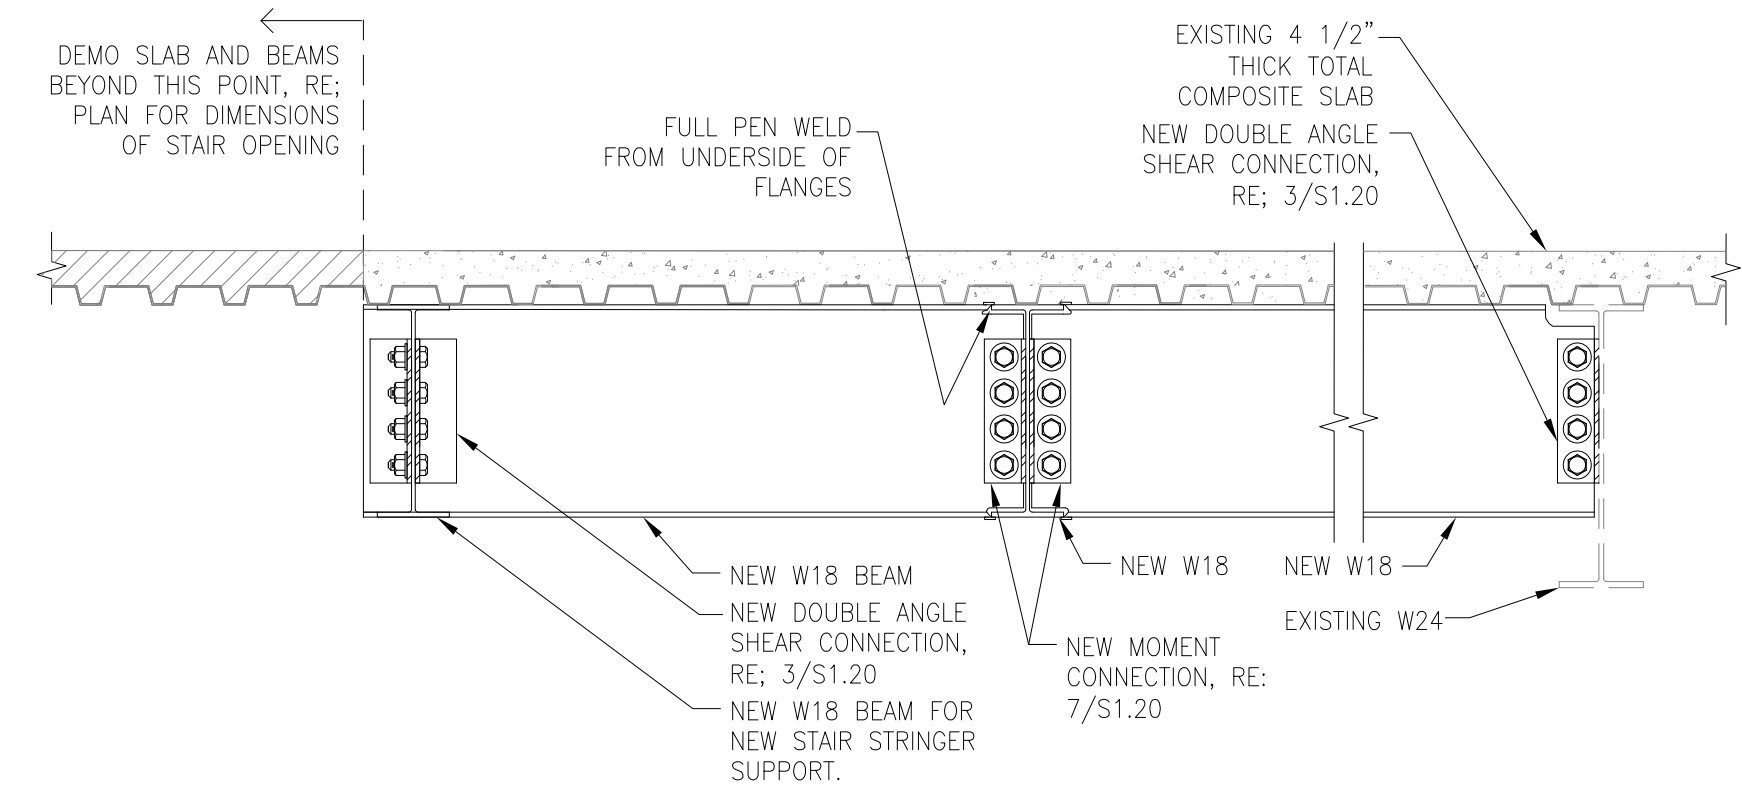 DEMO SLAB AND BEAMS
BEYOND THIS POINT, RE;
PLAN FOR DIMENSIONS
OF STAIR OPENING
FULL PEN WELD
FROM UNDERSIDE OF
FLANGES
EXISTING 4 1/2"
THICK TOTAL
COMPOSITE SLAB
NEW DOUBLE ANGLE
SHEAR CONNECTION,
RE; 3/S1.20
NEW W18 BEAM
NEW DOUBLE ANGLE
SHEAR CONNECTION,
RE; 3/S1.20
NEW W18 BEAM FOR
NEW STAIR STRINGER
SUPPORT.
NEW W18
NEW MOMENT
CONNECTION, RE:
7/S1.20
NEW W18
EXISTING W24